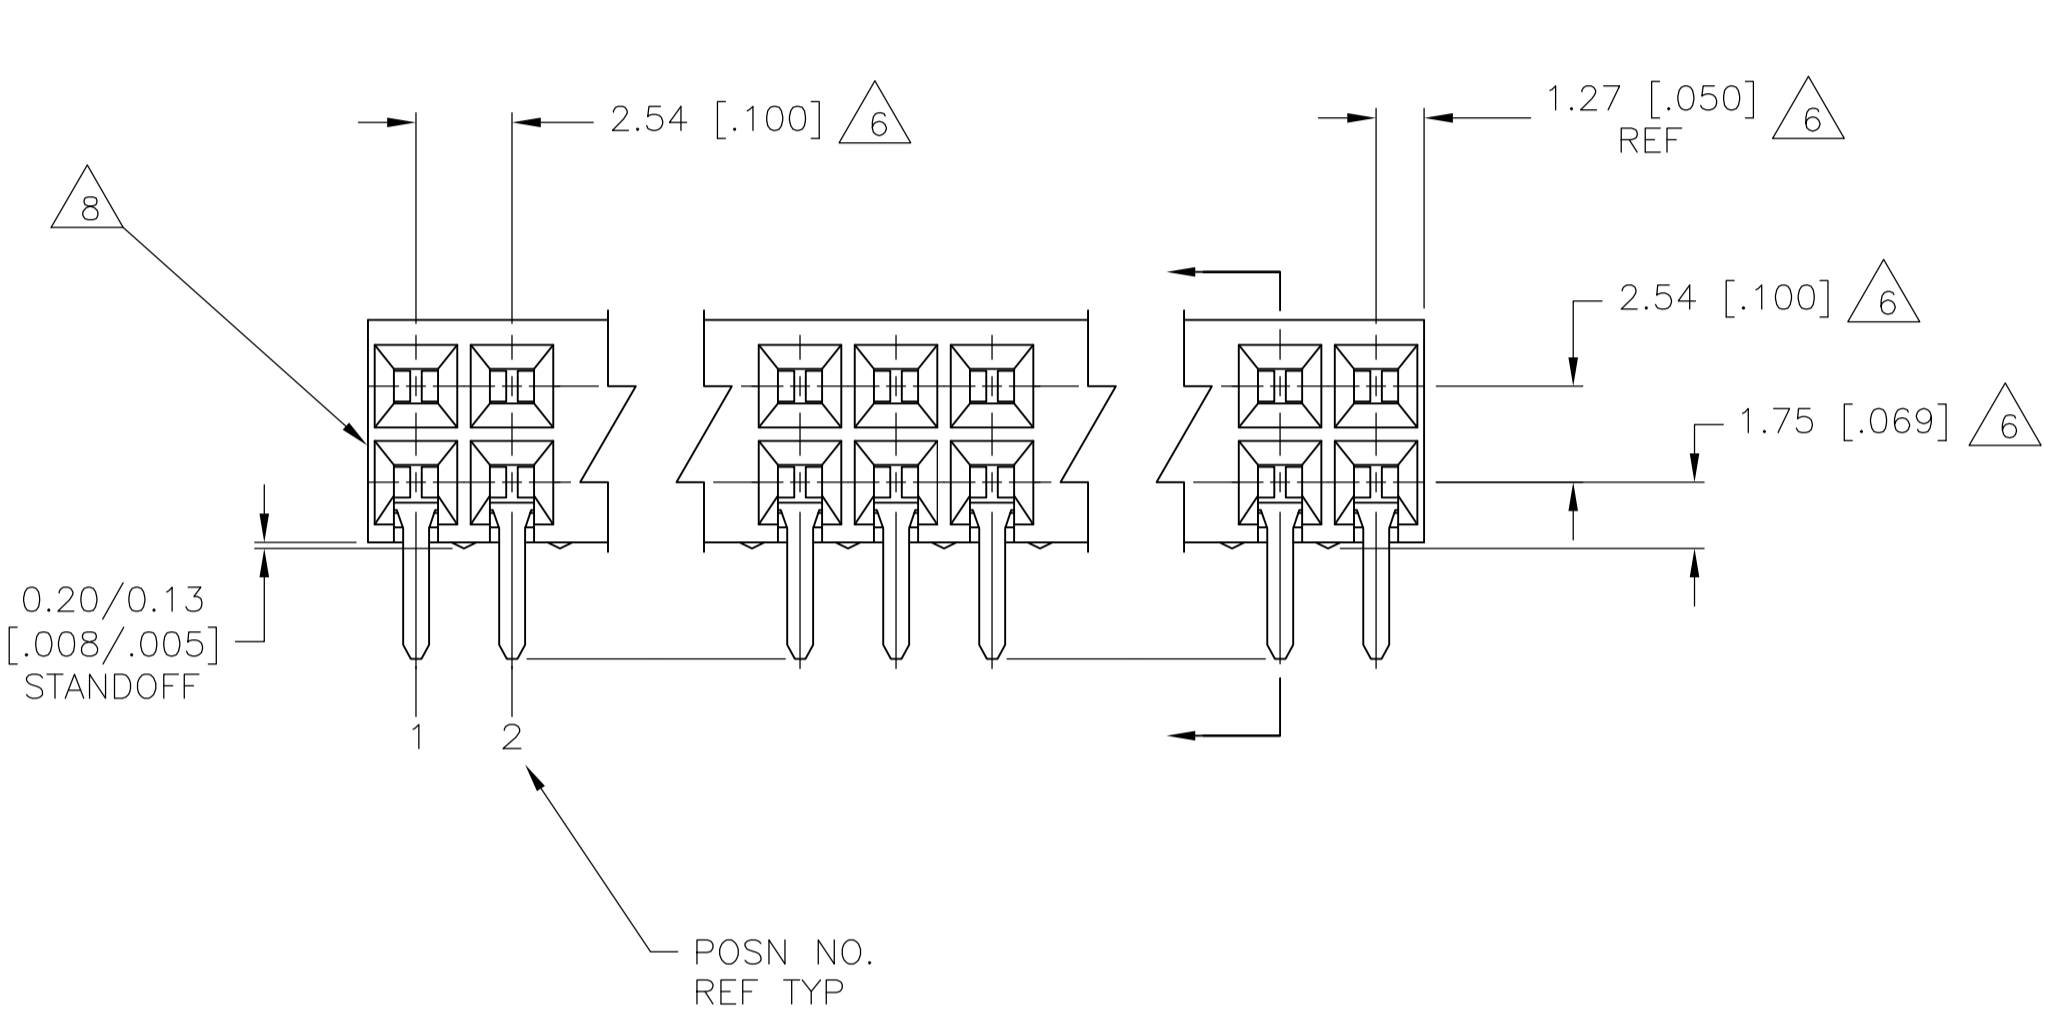 2.54 [.100] 6
1.27 [.050] 6
REF
8
2.54 [.100] 6
1.75 [.069] 6
0.20/0.13
[.008/.005]
STANDOFF
1 2
POSN NO.
REF TYP